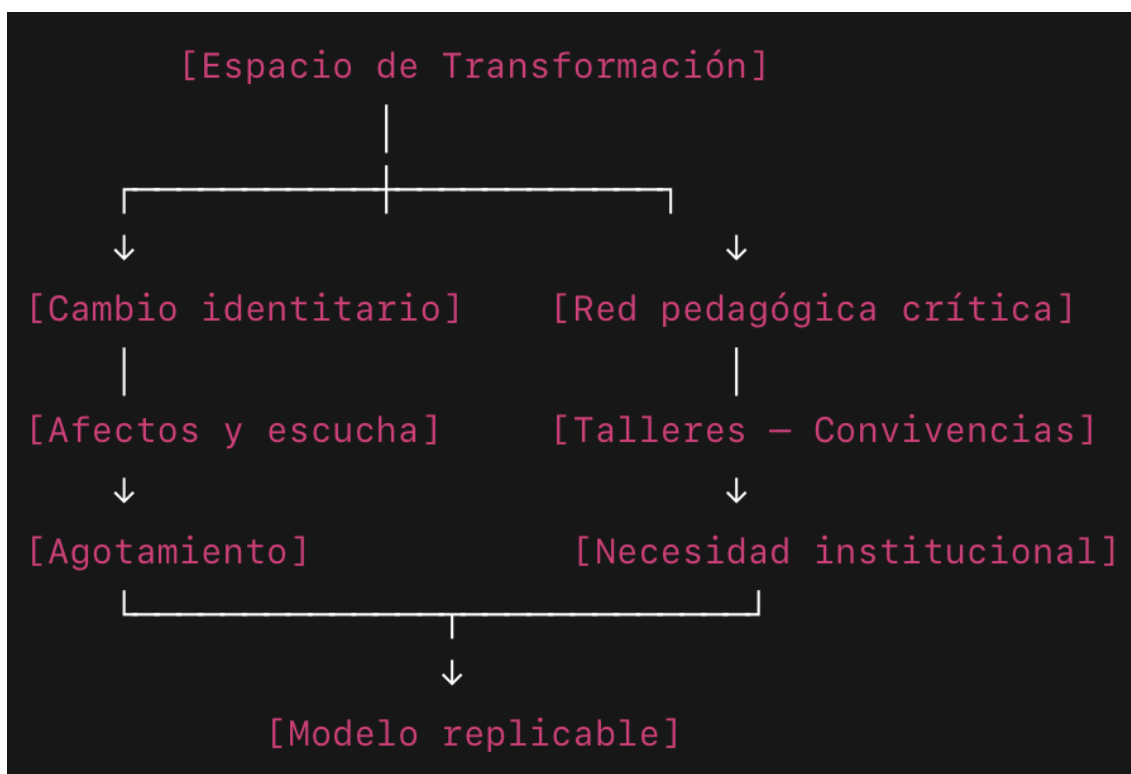 [Espacio de Transformación]
[Cambio identitario] [Red pedagógica crítica]
[Afectos y escucha] [Talleres — Convivencias]
[Agotamiento] [Necesidad institucional]
[Modelo replicable]